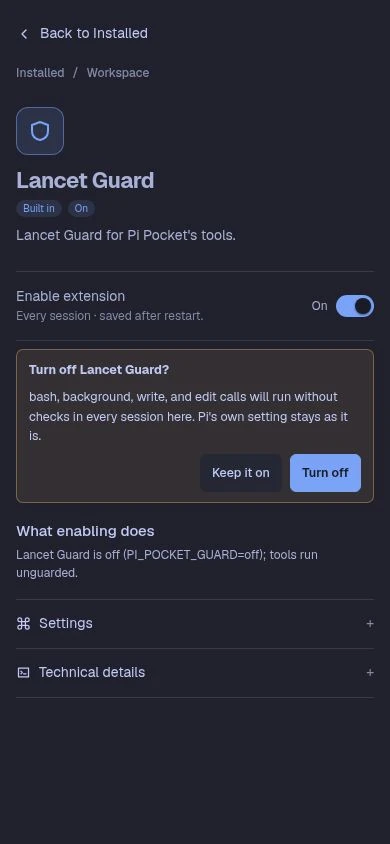 Back to Installed
Installed / Workspace
Lancet Guard
Built in On
Lancet Guard for Pi Pocket's tools.
Enable extension
On
Every session · saved after restart.
Turn off Lancet Guard?
bash, background, write, and edit calls will run without
checks in every session here. Pi's own setting stays as it
is.
Keep it on Turn off
What enabling does
Lancet Guard is off (PI_POCKET_GUARD=off); tools run
unguarded.
Settings +
Technical details +